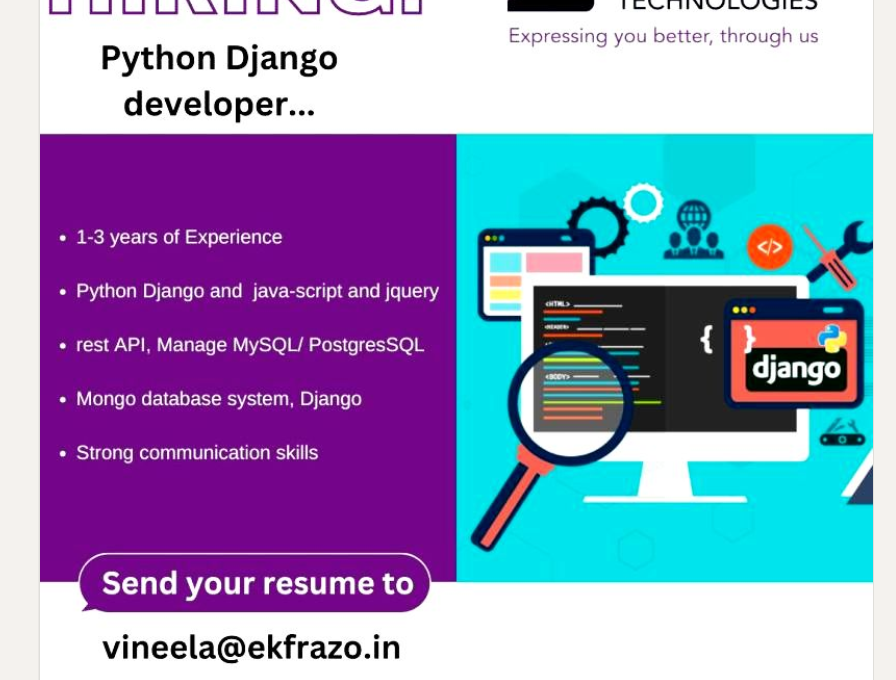 HIRING!
TECHNOLOGIES
Expressing you better, through us
Python Django
developer...
1-3 years of Experience
Python Django and java-script and jquery
rest API, Manage MySQL/ PostgresSQL
Mongo database system, Django
Strong communication skills
</>
<HTML>
<HEADER>
<BODY>
{ }
django
Send your resume to
vineela@ekfrazo.in